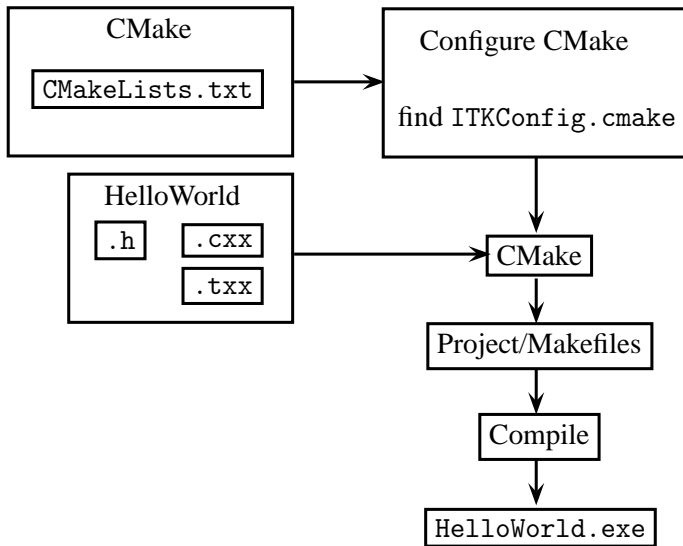 CMake
CMakeLists.txt
Configure CMake
find ITKConfig.cmake
HelloWorld
.h
.cxx
.txx
CMake
Project/Makefiles
Compile
HelloWorld.exe